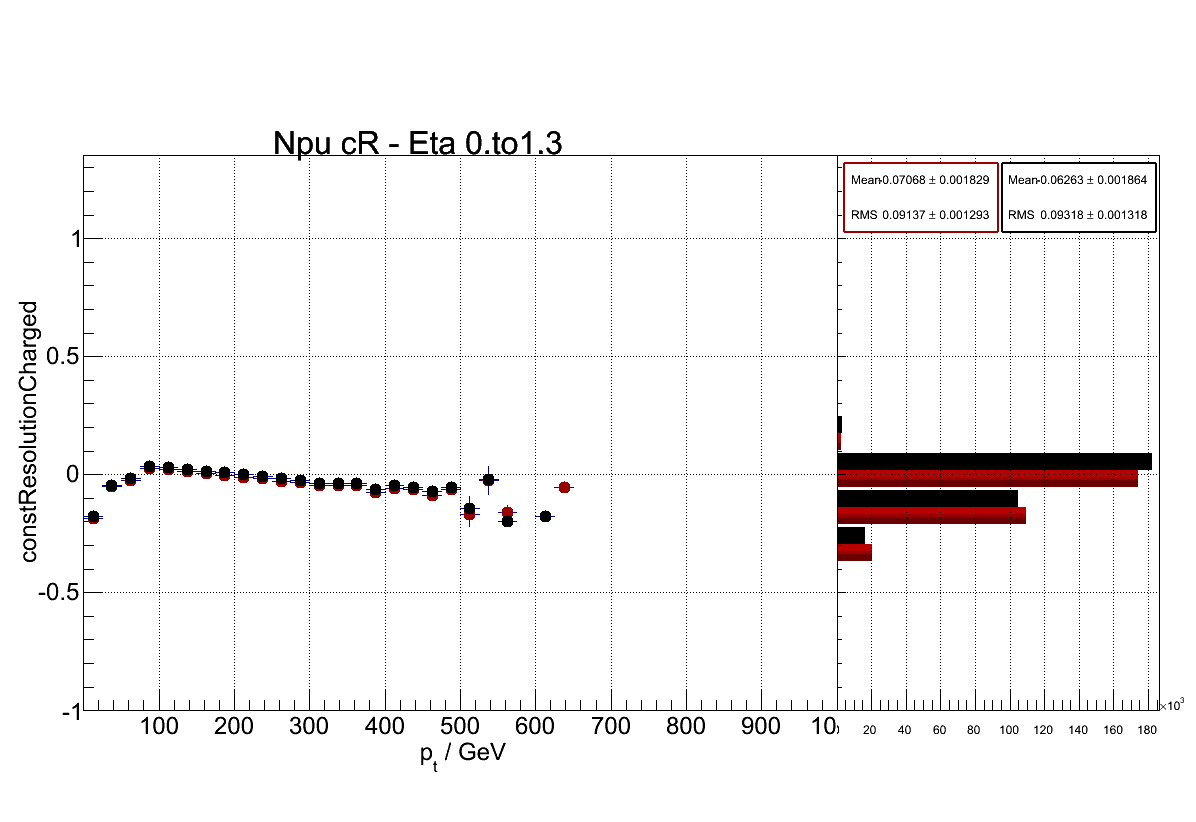 Npu cR - Eta 0.to1.3
Mean-0.07068 ± 0.001829
RMS 0.09137 ± 0.001293
Mean-0.06263 ± 0.001864
RMS 0.09318 ± 0.001318
constResolutionCharged
1
0.5
0
-0.5
-1
100 200 300 400 500 600 700 800 900 10
20 40 60 80 100 120 140 160 180
×10³
pt / GeV